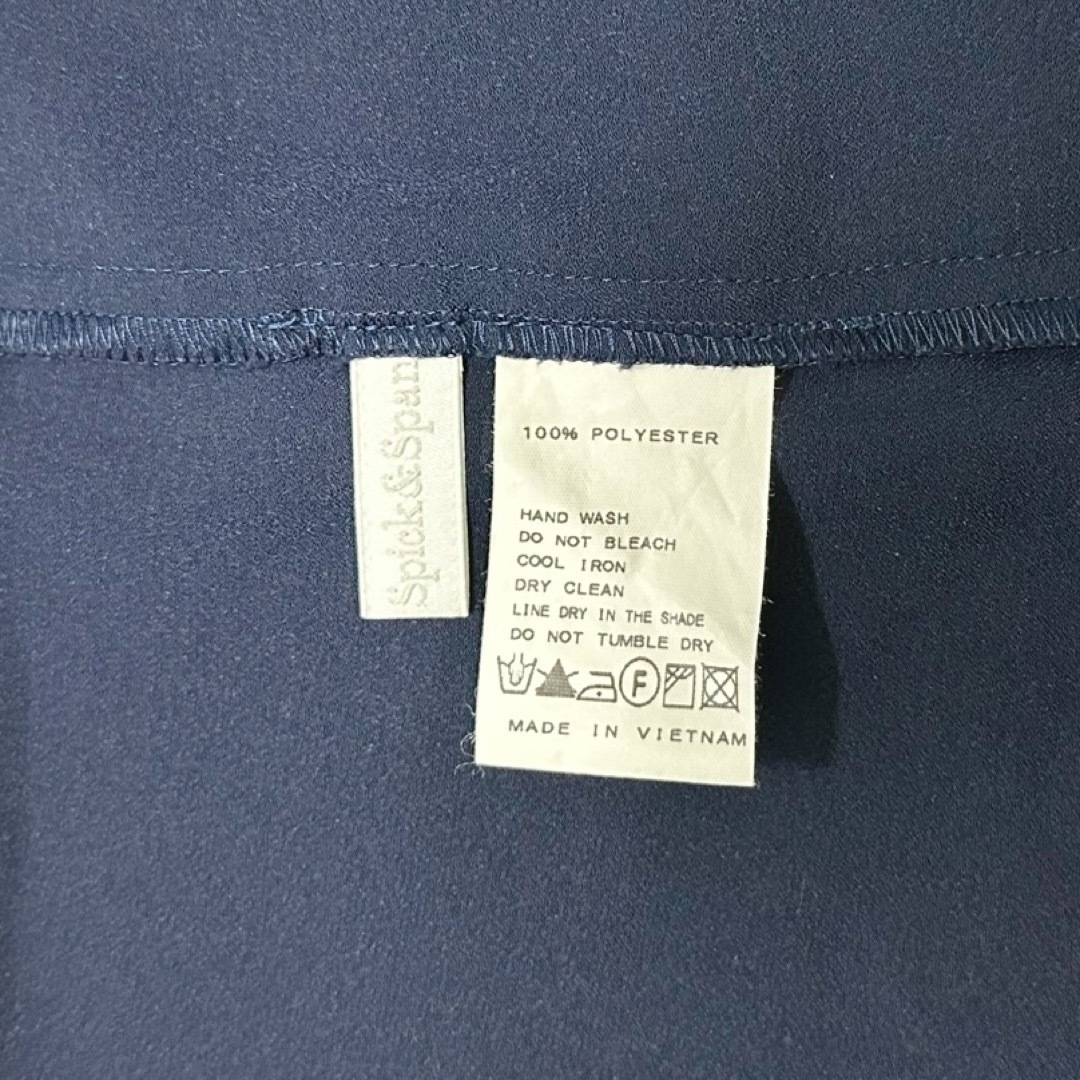 Spick&Span
100% POLYESTER
HAND WASH
DO NOT BLEACH
COOL IRON
DRY CLEAN
LINE DRY IN THE SHADE
DO NOT TUMBLE DRY
F
MADE IN VIETNAM